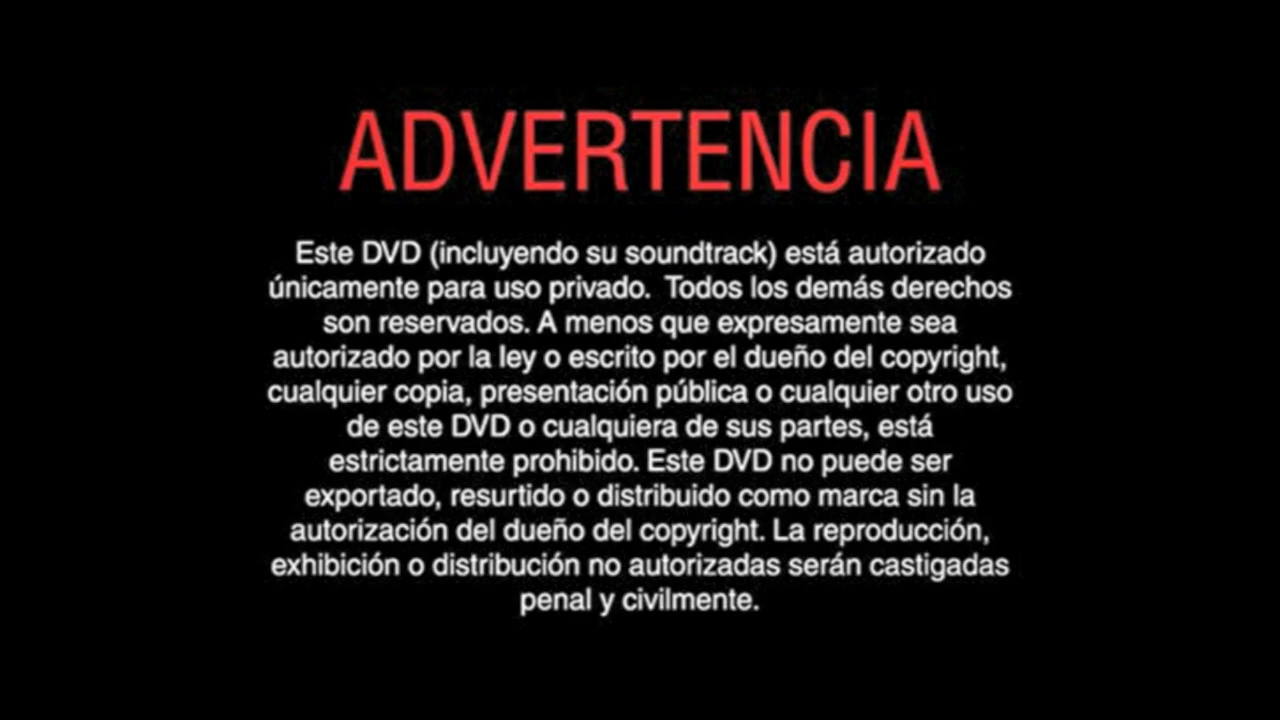 ADVERTENCIA
Este DVD (incluyendo su soundtrack) está autorizado
únicamente para uso privado.  Todos los demás derechos
son reservados. A menos que expresamente sea
autorizado por la ley o escrito por el dueño del copyright,
cualquier copia, presentación pública o cualquier otro uso
de este DVD o cualquiera de sus partes, está
estrictamente prohibido. Este DVD no puede ser
exportado, resurtido o distribuido como marca sin la
autorización del dueño del copyright. La reproducción,
exhibición o distribución no autorizadas serán castigadas
penal y civilmente.